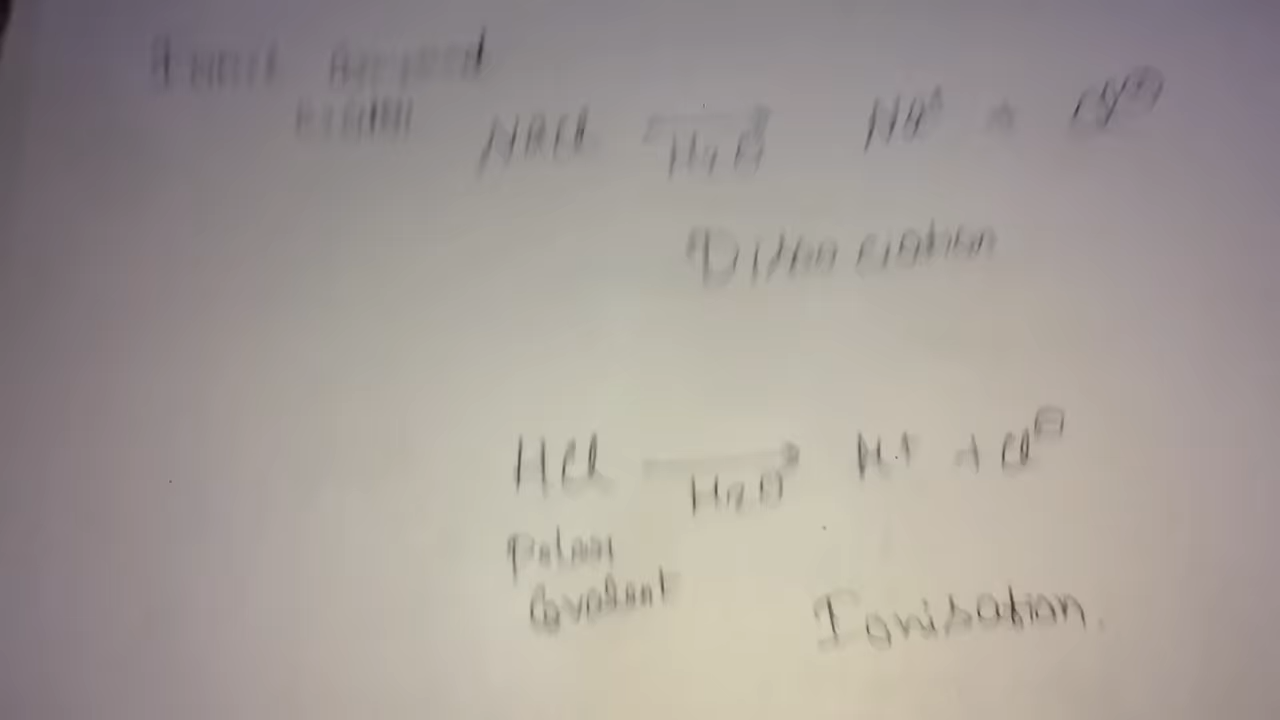 NaCl → Na⁺ + Cl⊖
H₂O
Dissociation
HCl → H+ + Cl⊖
H₂O
Polar
Covalent
Ionisation.